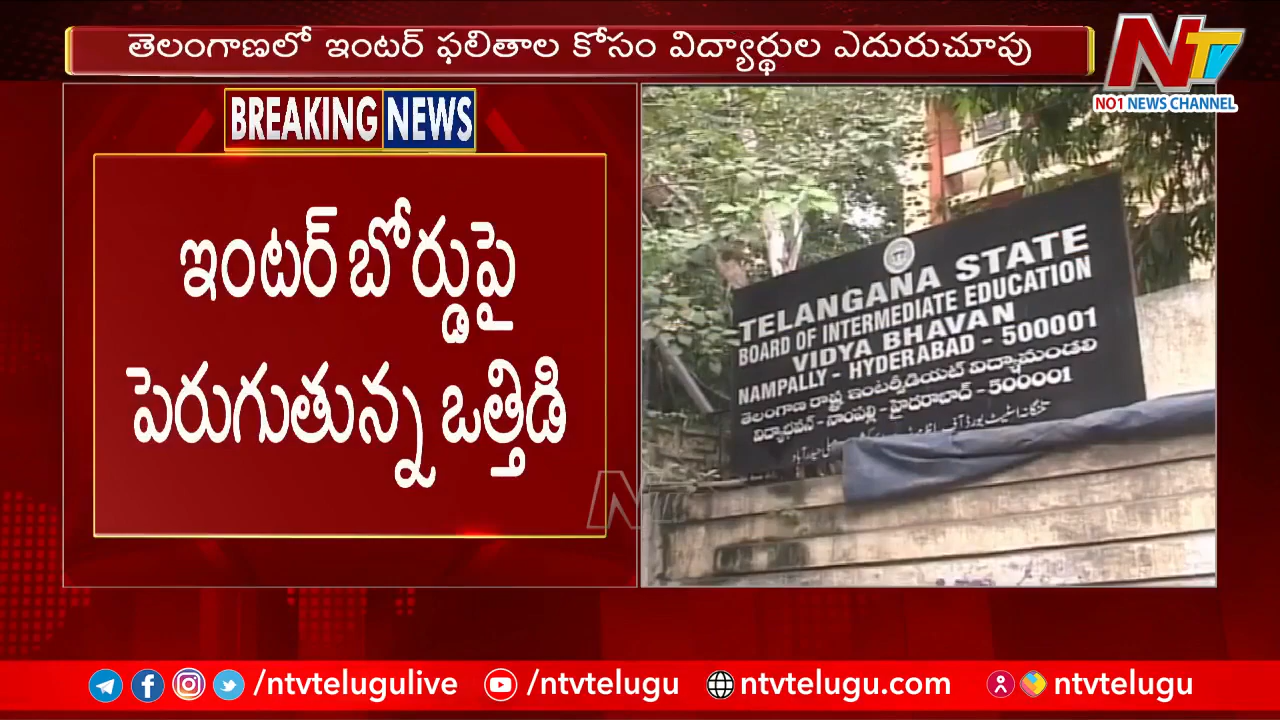 తెలంగాణలో ఇంటర్ ఫలితాల కోసం విద్యార్థుల ఎదురుచూపు
NTV
NO1 NEWS CHANNEL
BREAKING NEWS
ఇంటర్ బోర్డుపై
పెరుగుతున్న ఒత్తిడి
TELANGANA STATE
BOARD OF INTERMEDIATE EDUCATION
VIDYA BHAVAN
NAMPALLY - HYDERABAD - 500001
తెలంగాణ రాష్ట్ర ఇంటర్మీడియట్ విద్యామండలి
విద్యాభవన్ - నాంపల్లి - హైదరాబాద్ - 500001
/ntvtelugulive
/ntvtelugu
ntvtelugu.com
ntvtelugu